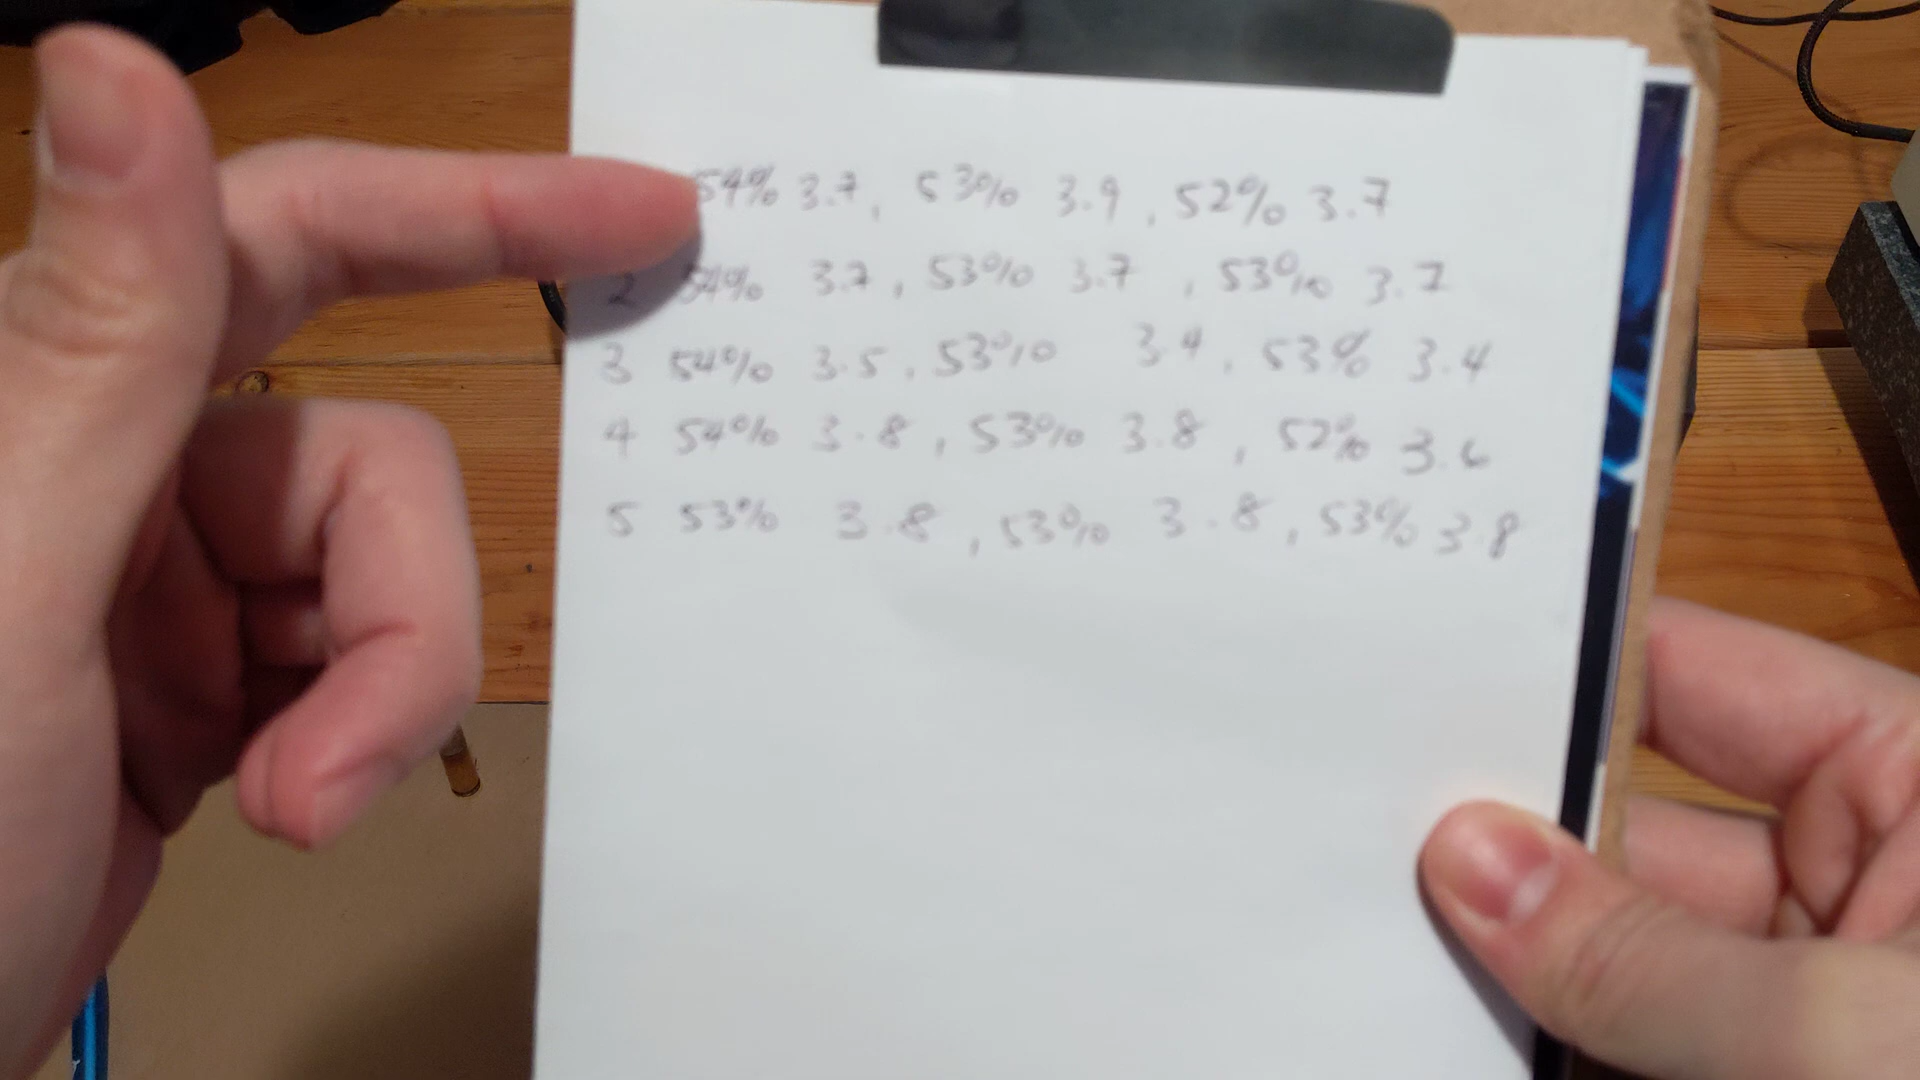 54% 3.7, 53% 3.9, 52% 3.7
2 54% 3.7, 53% 3.7, 53% 3.7
3 54% 3.5, 53% 3.4, 53% 3.4
4 54% 3.8, 53% 3.8, 52% 3.6
5 53% 3.8, 53% 3.8, 53% 3.8